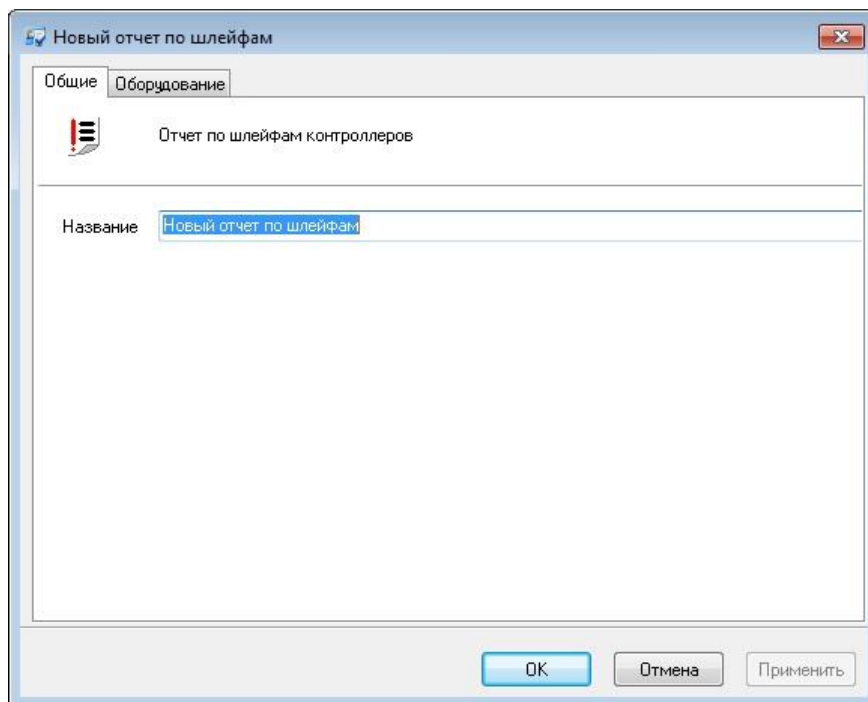 Новый отчет по шлейфам
Общие
Оборудование
Отчет по шлейфам контроллеров
Название
Новый отчет по шлейфам
OK
Отмена
Применить